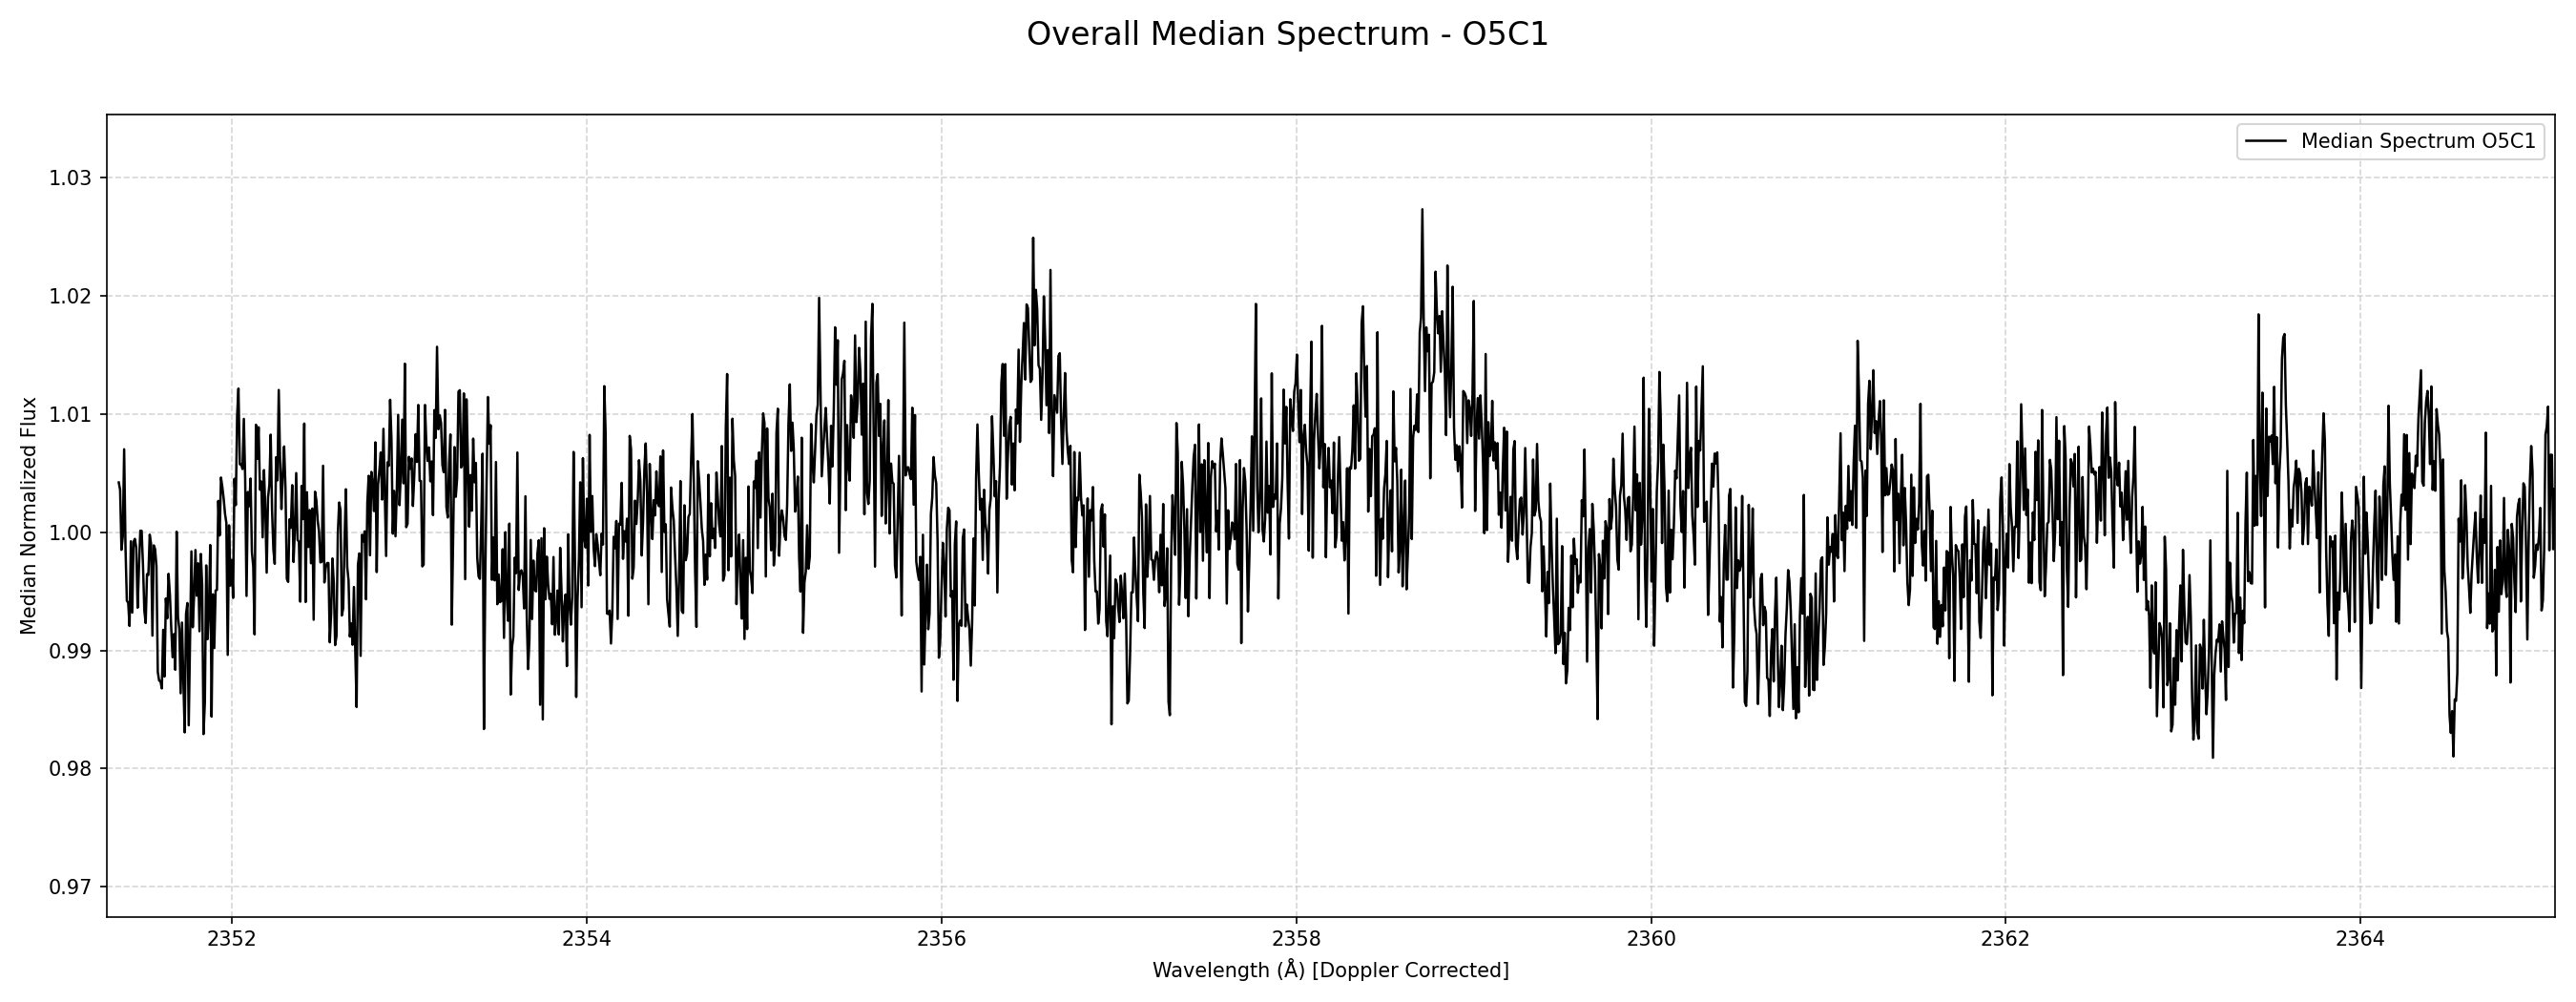 Overall Median Spectrum - O5C1
Median Spectrum O5C1
Median Normalized Flux
1.03
1.02
1.01
1.00
0.99
0.98
0.97
2352 2354 2356 2358 2360 2362 2364
Wavelength (Å) [Doppler Corrected]